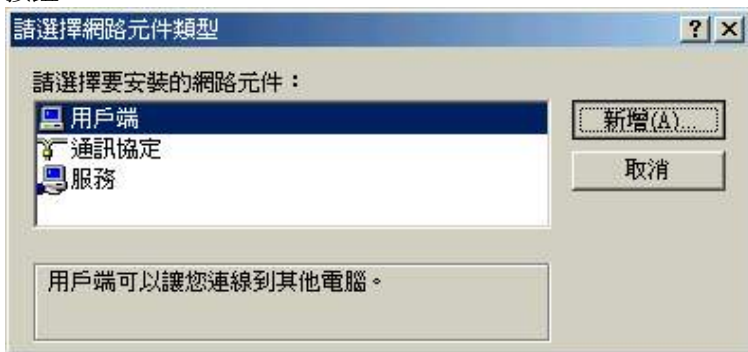 請選擇網路元件類型
請選擇要安裝的網路元件：
用戶端
通訊協定
服務
新增(A)...
取消
用戶端可以讓您連線到其他電腦。